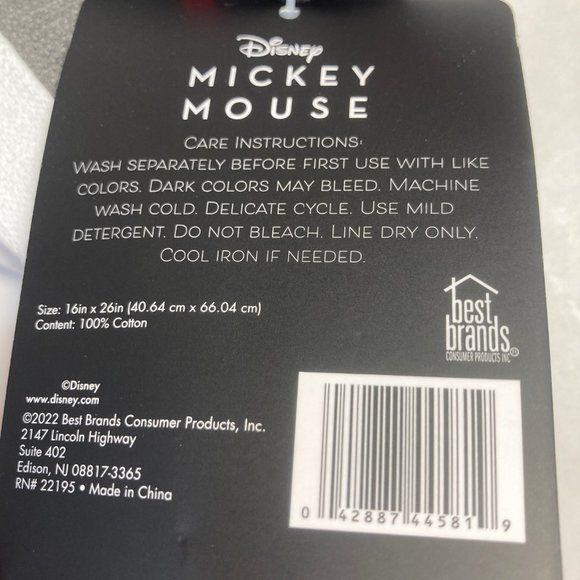 Disney
MICKEY
MOUSE
CARE INSTRUCTIONS:
WASH SEPARATELY BEFORE FIRST USE WITH LIKE
COLORS. DARK COLORS MAY BLEED. MACHINE
WASH COLD. DELICATE CYCLE. USE MILD
DETERGENT. DO NOT BLEACH. LINE DRY ONLY.
COOL IRON IF NEEDED.
Size: 16in x 26in (40.64 cm x 66.04 cm)
Content: 100% Cotton
best
brands
CONSUMER PRODUCTS INC®
©Disney
www.disney.com
©2022 Best Brands Consumer Products, Inc.
2147 Lincoln Highway
Suite 402
Edison, NJ 08817-3365
RN# 22195 • Made in China
0 42887 44581 9